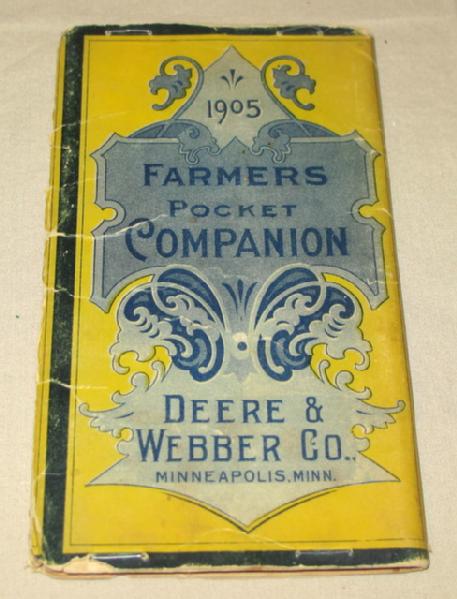 1905
FARMERS
POCKET
COMPANION
DEERE &
WEBBER CO.,
MINNEAPOLIS, MINN.